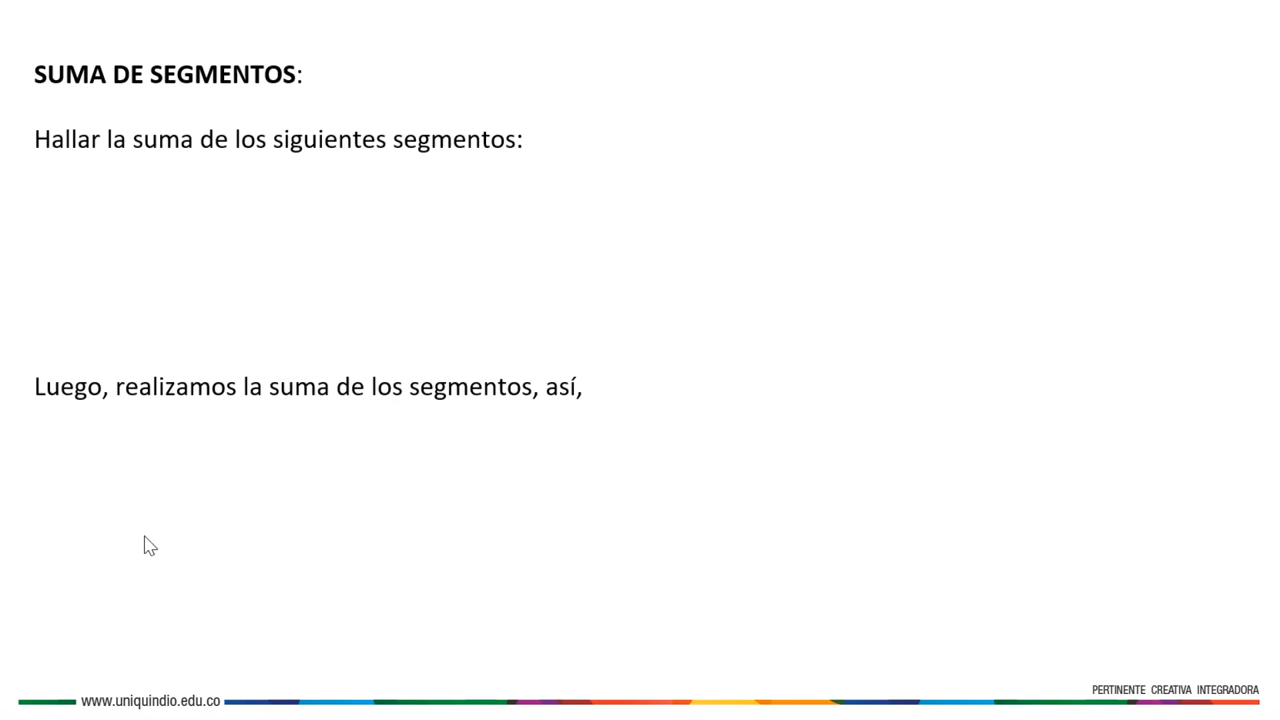 SUMA DE SEGMENTOS:
Hallar la suma de los siguientes segmentos:
Luego, realizamos la suma de los segmentos, así,
PERTINENTE CREATIVA INTEGRADORA
www.uniquindio.edu.co